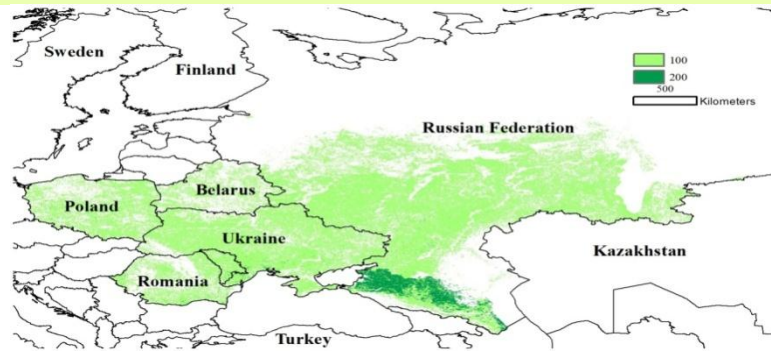 Sweden
Finland
100
200
500
Kilometers
Russian Federation
Belarus
Poland
Ukraine
Kazakhstan
Romania
Turkey